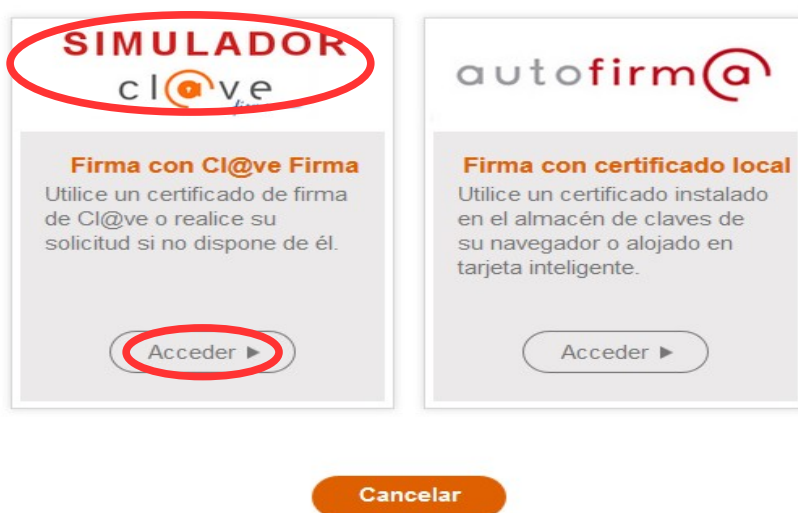 SIMULADOR
cl@ve
firma
Firma con Cl@ve Firma
Utilice un certificado de firma
de Cl@ve o realice su
solicitud si no dispone de él.
Acceder ►
autofirm@
Firma con certificado local
Utilice un certificado instalado
en el almacén de claves de
su navegador o alojado en
tarjeta inteligente.
Acceder ►
Cancelar